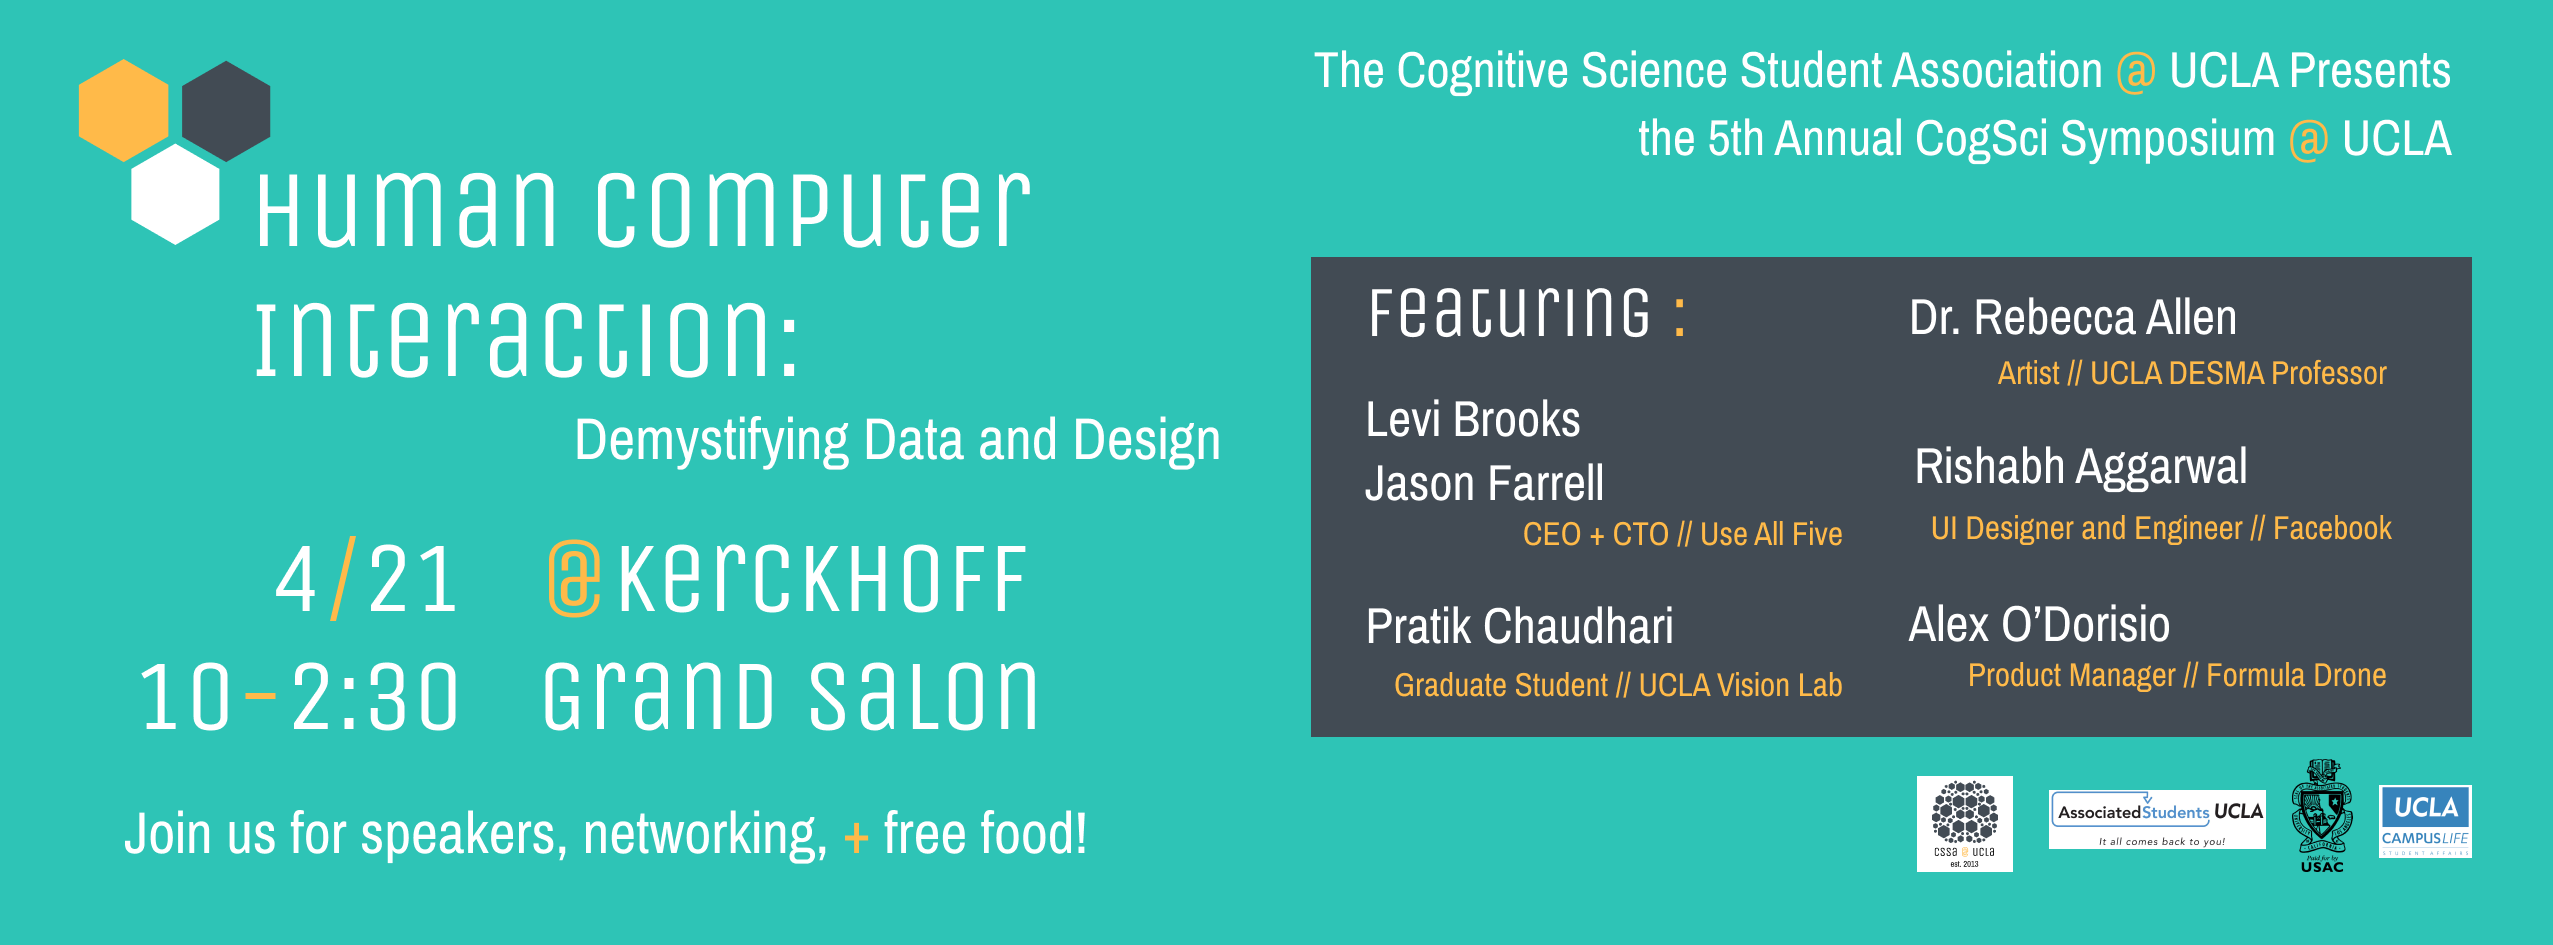 Human Computer
Interaction:
Demystifying Data and Design
4/21 @Kerckhoff
10-2:30 Grand Salon
Join us for speakers, networking, + free food!
The Cognitive Science Student Association @ UCLA Presents
the 5th Annual CogSci Symposium @ UCLA
Featuring :
Levi Brooks
Jason Farrell
CEO + CTO // Use All Five
Pratik Chaudhari
Graduate Student // UCLA Vision Lab
Dr. Rebecca Allen
Artist // UCLA DESMA Professor
Rishabh Aggarwal
UI Designer and Engineer // Facebook
Alex O’Dorisio
Product Manager // Formula Drone
CSSa @ UCLa
est. 2013
AssociatedStudents UCLA
It all comes back to you!
Paid for by
USAC
UCLA
CAMPUSLIFE
STUDENT AFFAIRS